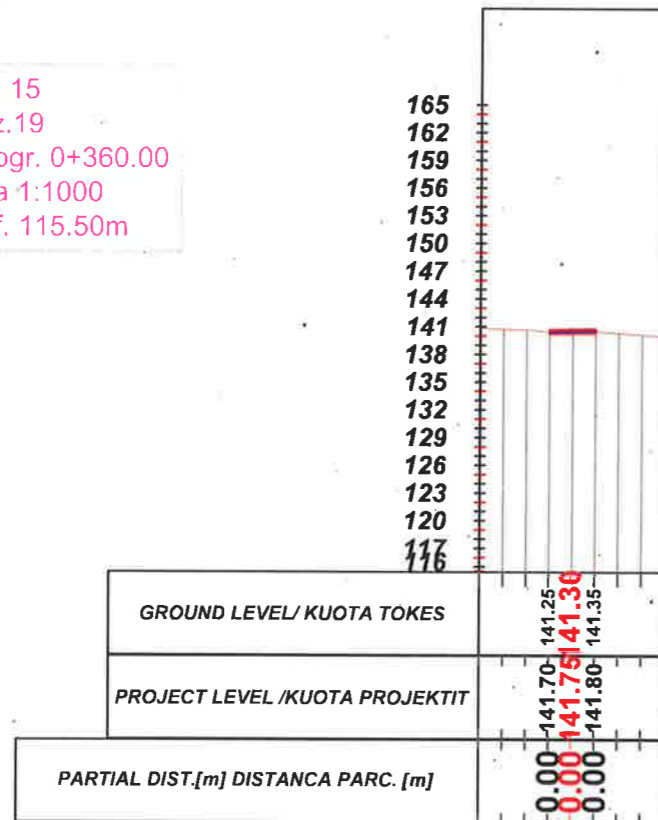 15
z.19
ogr. 0+360.00
a 1:1000
f. 115.50m
165
162
159
156
153
150
147
144
141
138
135
132
129
126
123
120
117
116
GROUND LEVEL/ KUOTA TOKES
141.25 141.30 141.35
PROJECT LEVEL /KUOTA PROJEKTIT
141.70 141.75 141.80
PARTIAL DIST.[m] DISTANCA PARC. [m]
0.00 0.00 0.00